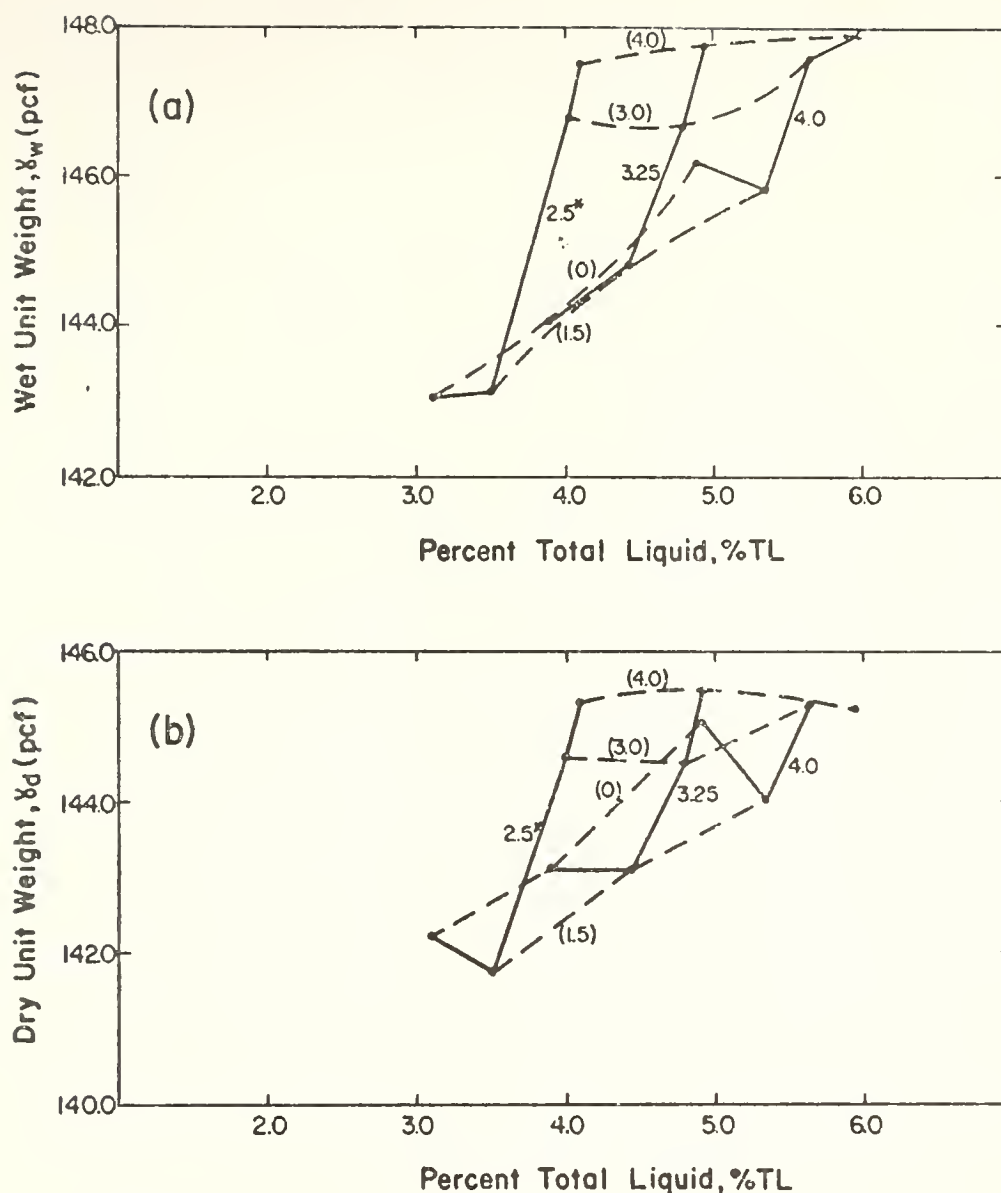 148.0
146.0
144.0
142.0
Wet Unit Weight, γw (pcf)
(a)
(4.0)
(3.0)
4.0
3.25
2.5*
(0)
(1.5)
2.0 3.0 4.0 5.0 6.0
Percent Total Liquid, %TL
146.0
144.0
142.0
140.0
Dry Unit Weight, γd (pcf)
(b)
(4.0)
(3.0)
(0)
3.25
4.0
2.5*
(1.5)
2.0 3.0 4.0 5.0 6.0
Percent Total Liquid, %TL